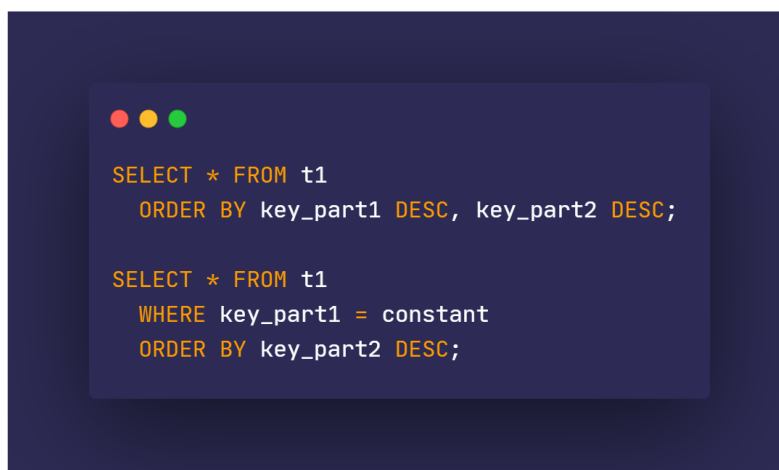 SELECT * FROM t1
  ORDER BY key_part1 DESC, key_part2 DESC;

SELECT * FROM t1
  WHERE key_part1 = constant
  ORDER BY key_part2 DESC;